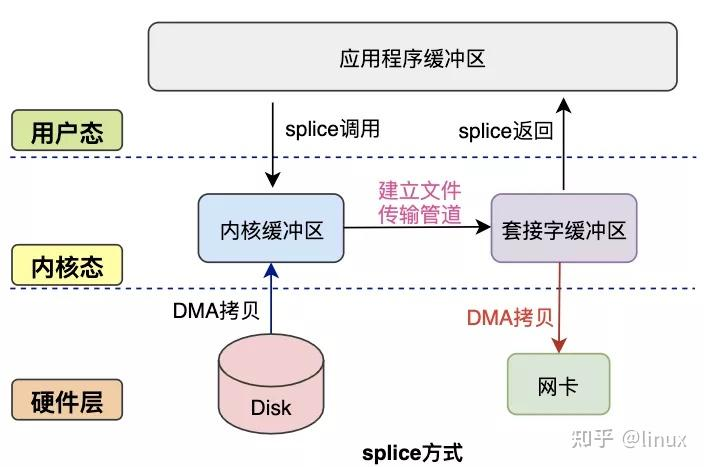 应用程序缓冲区
用户态
splice调用
splice返回
内核缓冲区
建立文件
传输管道
套接字缓冲区
内核态
DMA拷贝
DMA拷贝
硬件层
Disk
网卡
splice方式
知乎 @linux